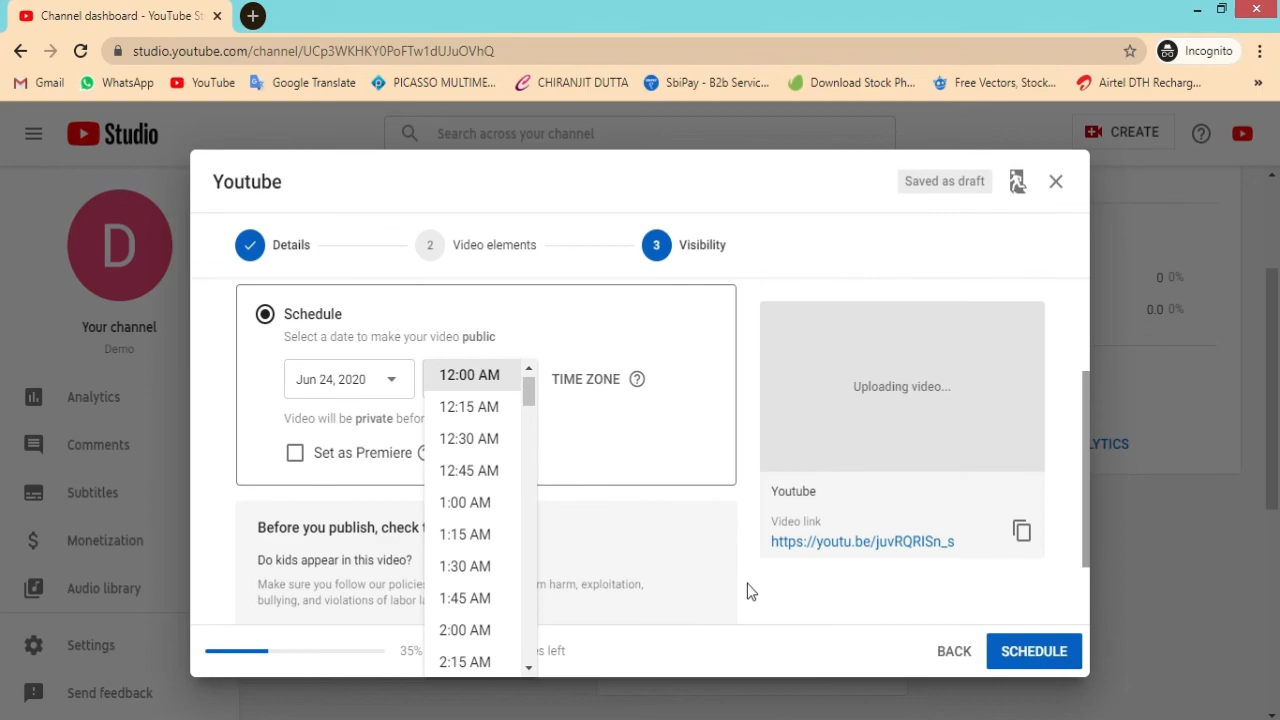 Channel dashboard - YouTube St
studio.youtube.com/channel/UCp3WKHKY0PoFTw1dUJuOVhQ
Incognito
Gmail
WhatsApp
YouTube
Google Translate
PICASSO MULTIME...
CHIRANJIT DUTTA
SbiPay - B2b Servic...
Download Stock Ph...
Free Vectors, Stock...
Airtel DTH Recharg...
»
Studio
Search across your channel
CREATE
D
Your channel
Demo
Analytics
Comments
Subtitles
Monetization
Audio library
Settings
Send feedback
Youtube
Saved as draft
Details
2 Video elements
3 Visibility
Schedule
Select a date to make your video public
Jun 24, 2020
TIME ZONE
Video will be private befor
Set as Premiere
12:00 AM
12:15 AM
12:30 AM
12:45 AM
1:00 AM
1:15 AM
1:30 AM
1:45 AM
2:00 AM
2:15 AM
Before you publish, check t
Do kids appear in this video?
Make sure you follow our policies m harm, exploitation,
bullying, and violations of labor la
Uploading video...
Youtube
Video link
https://youtu.be/juvRQRISn_s
0 0%
0.0 0%
LYTICS
35% es left
BACK
SCHEDULE